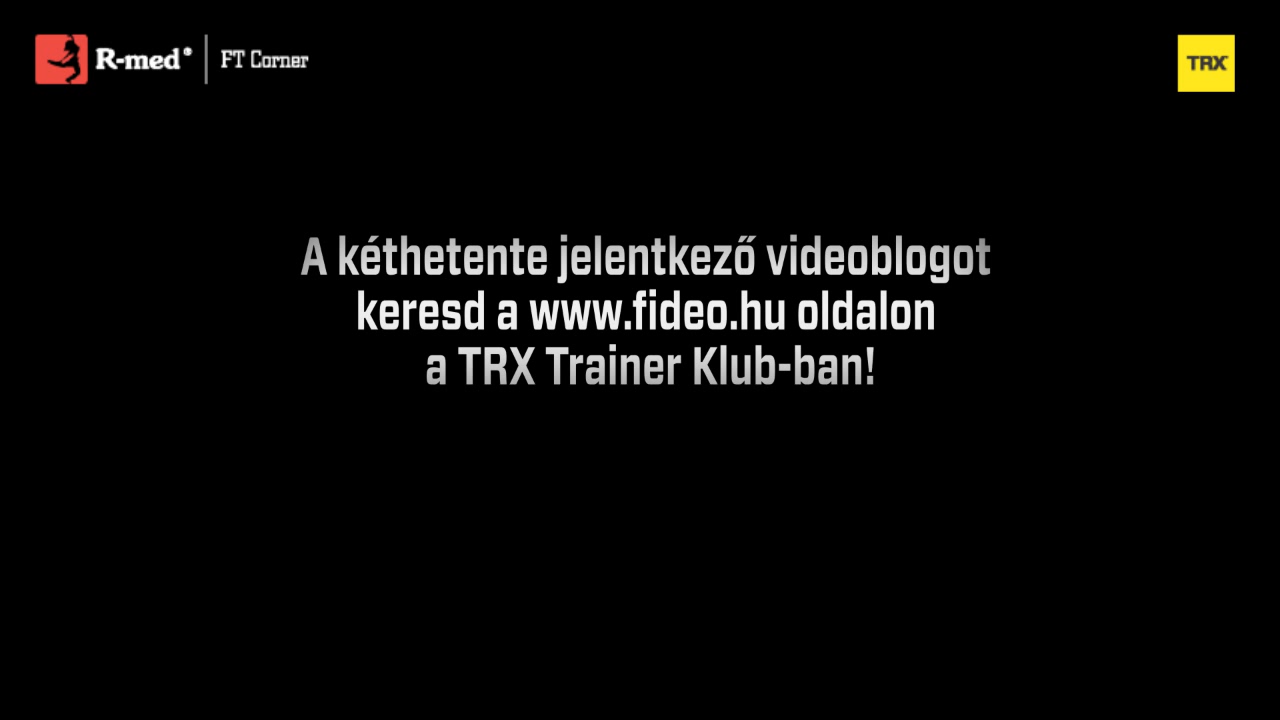 R-med® FT Corner
TRX
A kéthetente jelentkező videoblogot
keresd a www.fideo.hu oldalon
a TRX Trainer Klub-ban!